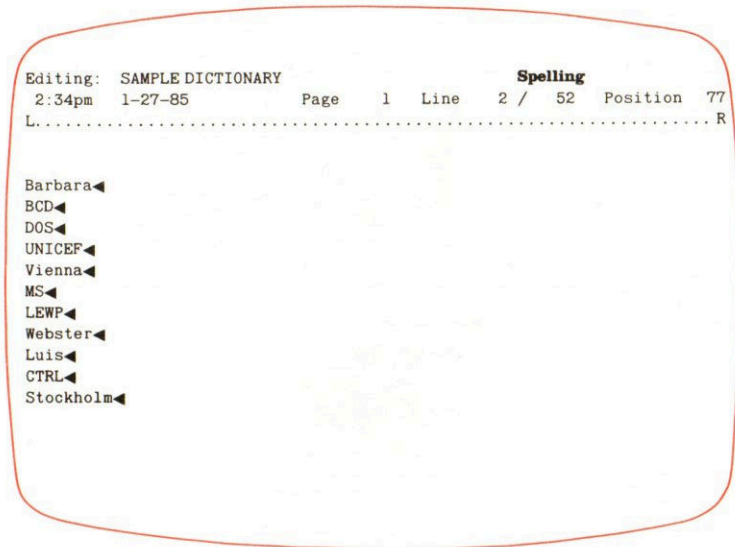 Editing: SAMPLE DICTIONARY Spelling
2:34pm 1-27-85 Page 1 Line 2 / 52 Position 77
L....................................................................R
Barbara◄
BCD◄
DOS◄
UNICEF◄
Vienna◄
MS◄
LEWP◄
Webster◄
Luis◄
CTRL◄
Stockholm◄